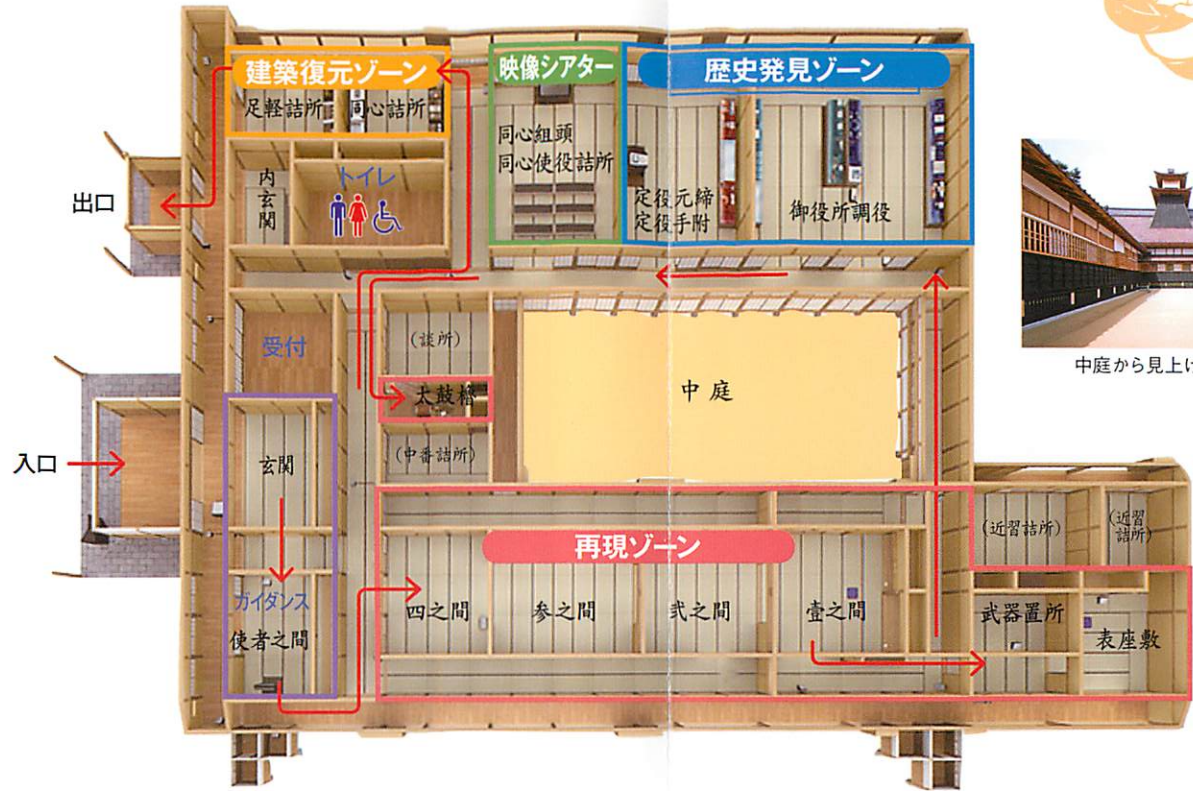 建築復元ゾーン
足軽詰所
同心詰所
映像シアター
同心組頭
同心使役詰所
歴史発見ゾーン
定役元締
定役手附
御役所調役
出口
内玄関
トイレ
受付
(談所)
太鼓櫓
(中番詰所)
中庭
中庭から見上げ
入口
玄関
ガイダンス
使者之間
再現ゾーン
四之間
参之間
弐之間
壹之間
(近習詰所)
(近習
詰所)
武器置所
表座敷